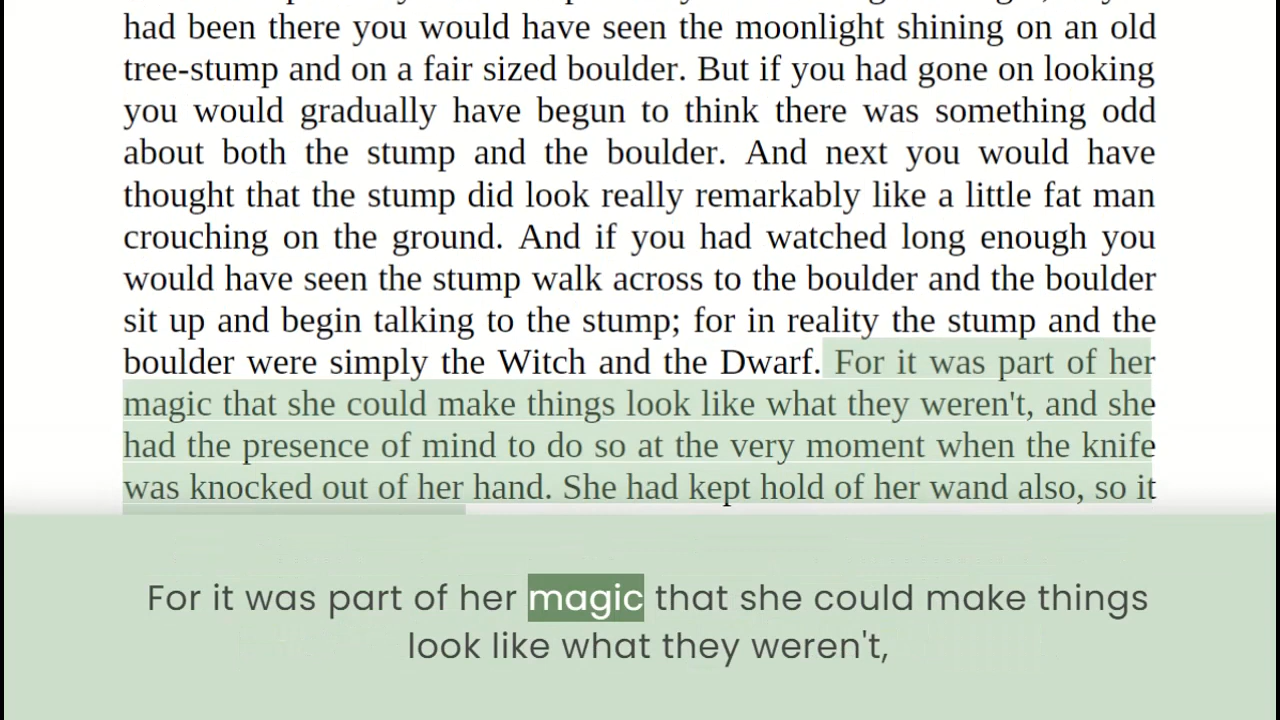 had been there you would have seen the moonlight shining on an old
tree-stump and on a fair sized boulder. But if you had gone on looking
you would gradually have begun to think there was something odd
about both the stump and the boulder. And next you would have
thought that the stump did look really remarkably like a little fat man
crouching on the ground. And if you had watched long enough you
would have seen the stump walk across to the boulder and the boulder
sit up and begin talking to the stump; for in reality the stump and the
boulder were simply the Witch and the Dwarf. For it was part of her
magic that she could make things look like what they weren't, and she
had the presence of mind to do so at the very moment when the knife
was knocked out of her hand. She had kept hold of her wand also, so it
For it was part of her magic that she could make things
look like what they weren't,